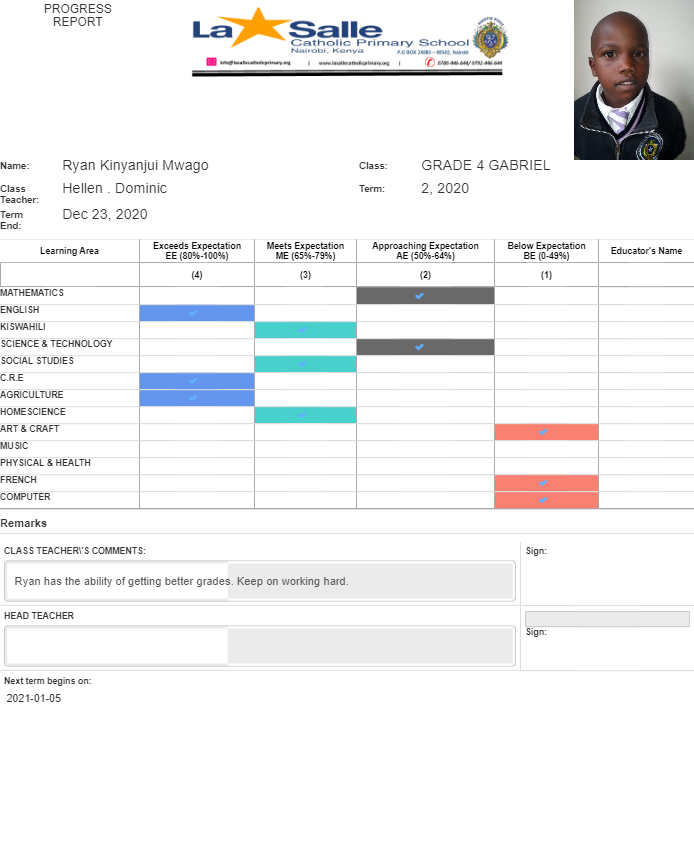 PROGRESS
REPORT
La Salle
Catholic Primary School
Nairobi, Kenya
P.O BOX 24083 - 00502, Nairobi
info@lasallecatholicprimary.org | www.lasallecatholicprimary.org | 0780-446-644/ 0792-446-644
Name: Ryan Kinyanjui Mwago Class: GRADE 4 GABRIEL
Class Teacher: Hellen . Dominic Term: 2, 2020
Term End: Dec 23, 2020
Learning Area Exceeds Expectation EE (80%-100%) Meets Expectation ME (65%-79%) Approaching Expectation AE (50%-64%) Below Expectation BE (0-49%) Educator's Name
(4) (3) (2) (1)
MATHEMATICS
ENGLISH
KISWAHILI
SCIENCE & TECHNOLOGY
SOCIAL STUDIES
C.R.E
AGRICULTURE
HOMESCIENCE
ART & CRAFT
MUSIC
PHYSICAL & HEALTH
FRENCH
COMPUTER
Remarks
CLASS TEACHER\'S COMMENTS: Sign:
Ryan has the ability of getting better grades. Keep on working hard.
HEAD TEACHER
Sign:
Next term begins on:
2021-01-05